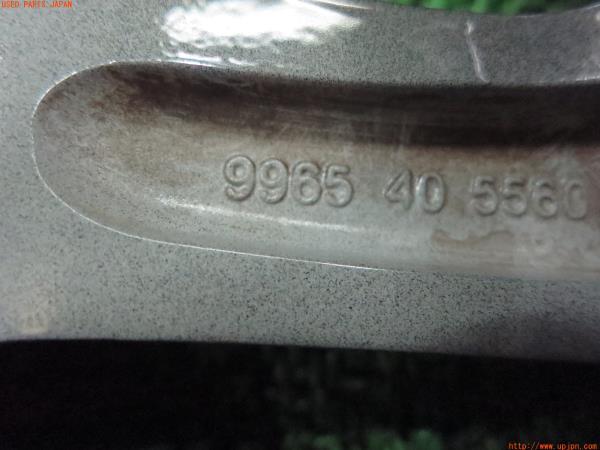 USED PARTS JAPAN
9965 40 5560
http://www.upjpn.com